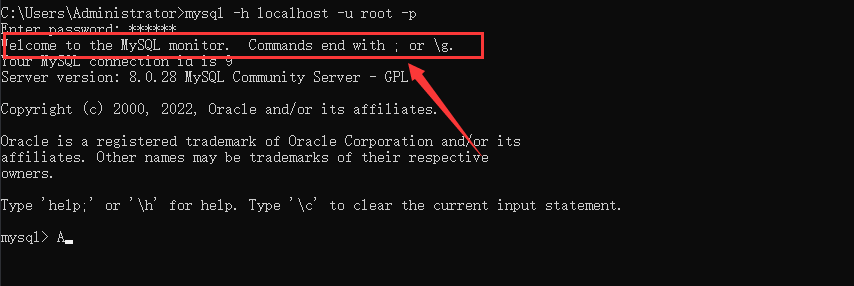 C:\Users\Administrator>mysql -h localhost -u root -p
Enter password: ******
Welcome to the MySQL monitor.  Commands end with ; or \g.
Your MySQL connection id is 9
Server version: 8.0.28 MySQL Community Server - GPL
Copyright (c) 2000, 2022, Oracle and/or its affiliates.
Oracle is a registered trademark of Oracle Corporation and/or its
affiliates. Other names may be trademarks of their respective
owners.
Type 'help;' or '\h' for help. Type '\c' to clear the current input statement.
mysql> A